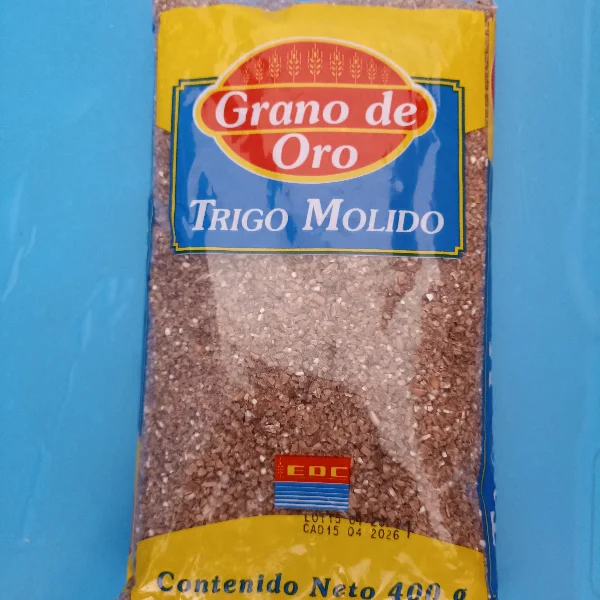 Grano de
Oro
TRIGO MOLIDO
EDC
CAD15 04 2026
Contenido Neto 400 g